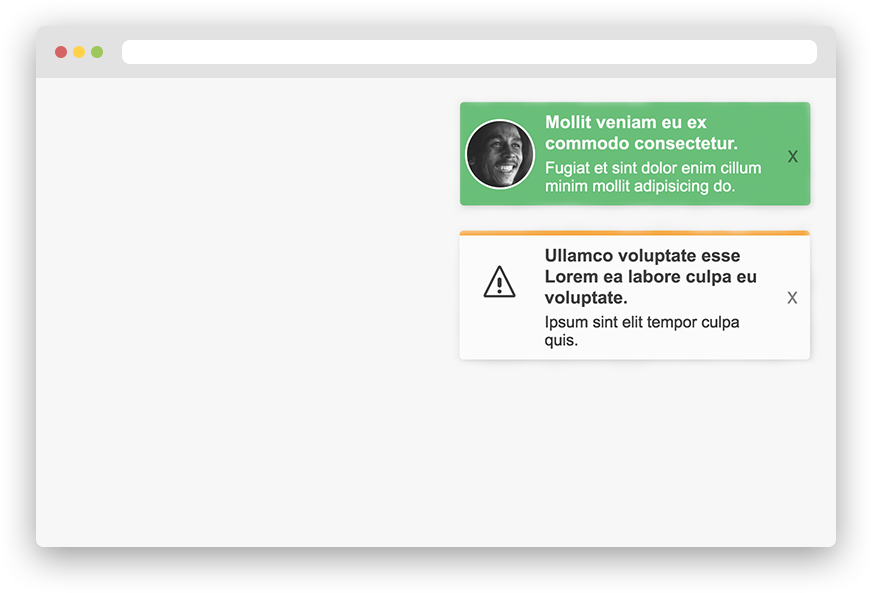 Mollit veniam eu ex
commodo consectetur.
Fugiat et sint dolor enim cillum
minim mollit adipisicing do.
X
Ullamco voluptate esse
Lorem ea labore culpa eu
voluptate.
Ipsum sint elit tempor culpa
quis.
X